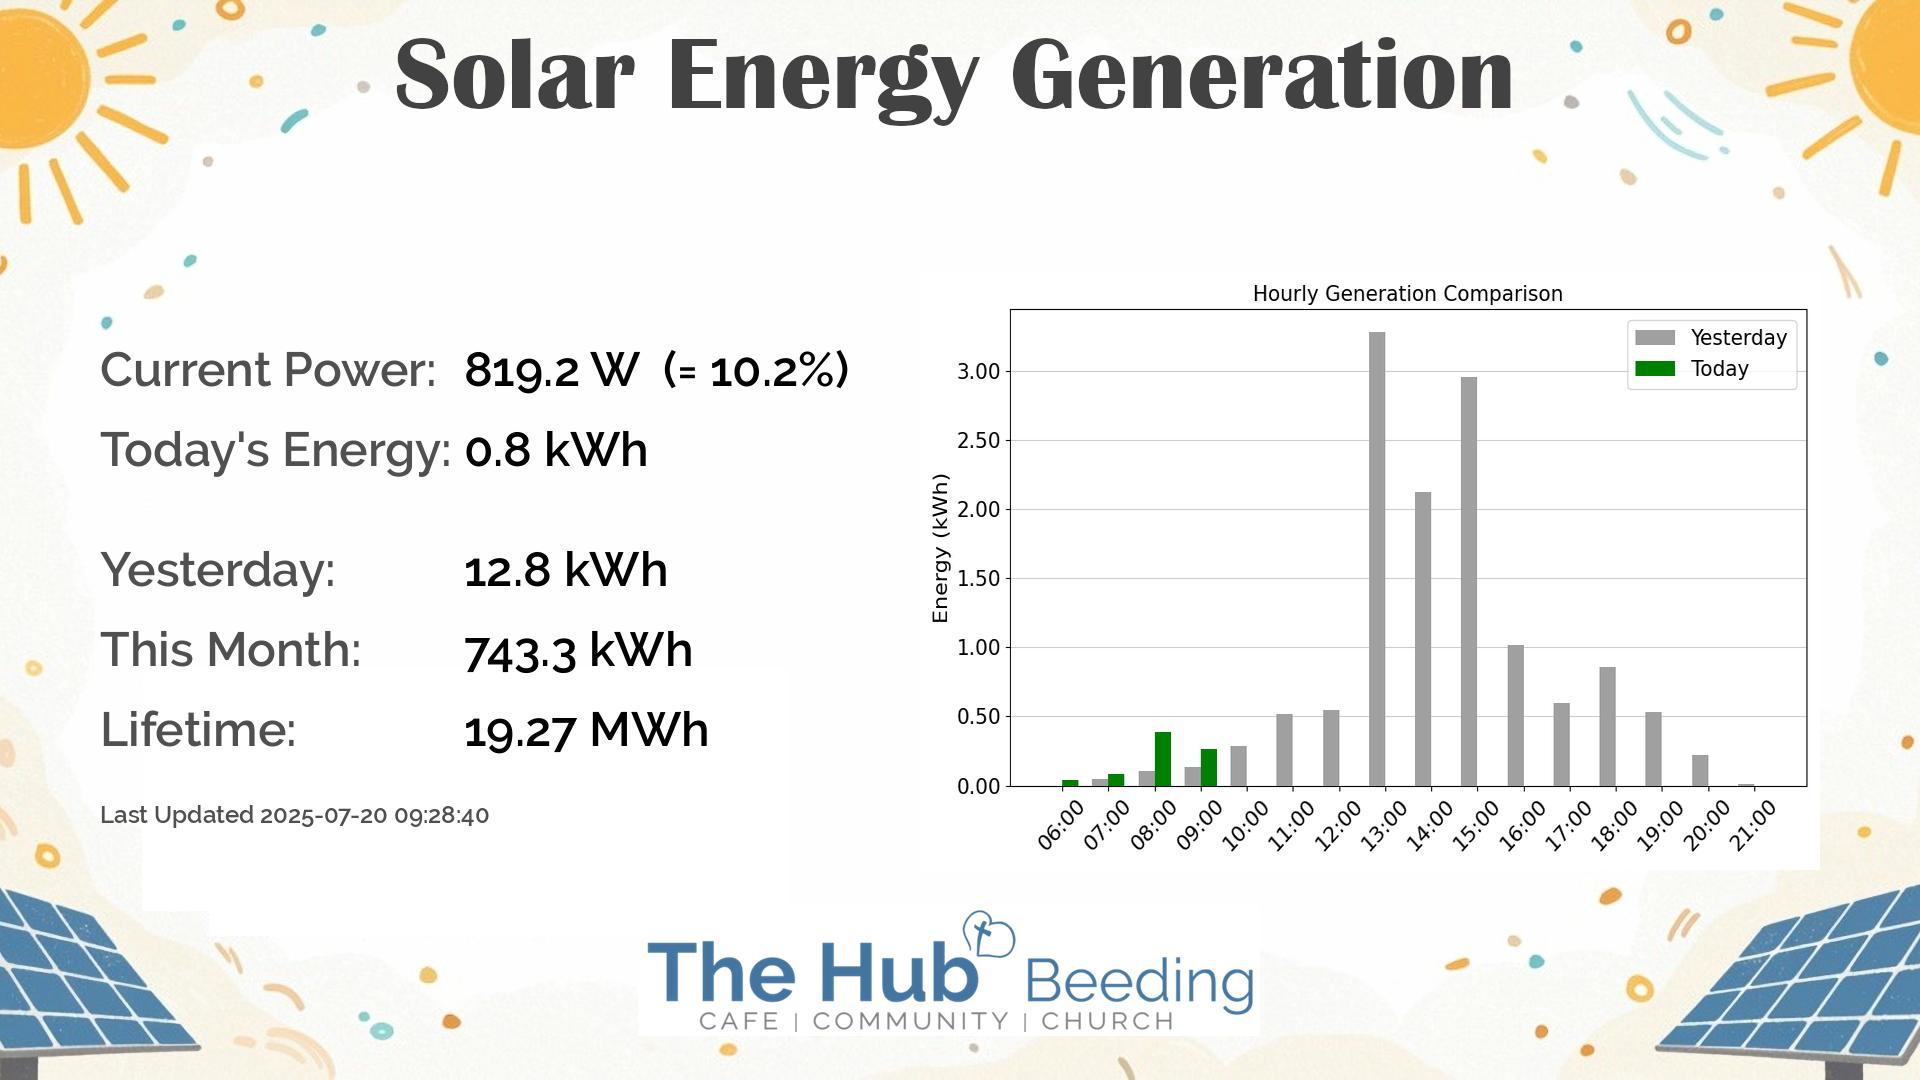 Solar Energy Generation
Current Power: 819.2 W (= 10.2%)
Today's Energy: 0.8 kWh
Yesterday: 12.8 kWh
This Month: 743.3 kWh
Lifetime: 19.27 MWh
Last Updated 2025-07-20 09:28:40
Hourly Generation Comparison
Yesterday
Today
Energy (kWh)
3.00
2.50
2.00
1.50
1.00
0.50
0.00
06:00 07:00 08:00 09:00 10:00 11:00 12:00 13:00 14:00 15:00 16:00 17:00 18:00 19:00 20:00 21:00
The Hub Beeding
CAFE | COMMUNITY | CHURCH